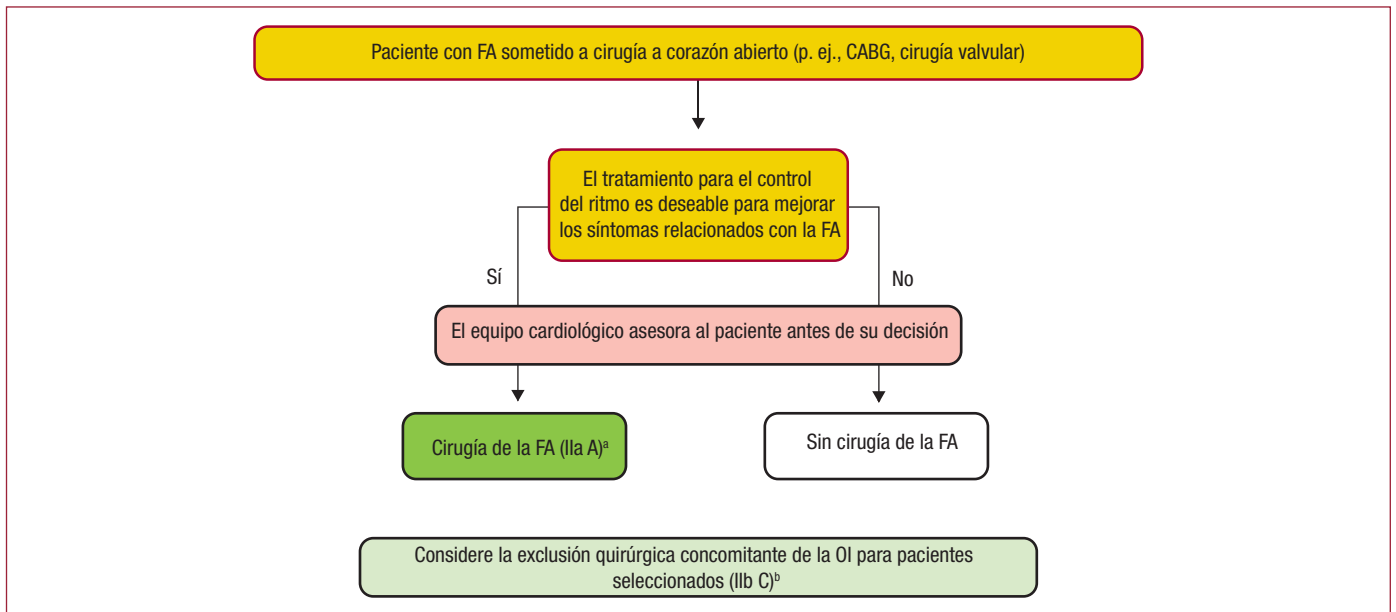 Paciente con FA sometido a cirugía a corazón abierto (p. ej., CABG, cirugía valvular)
El tratamiento para el control
del ritmo es deseable para mejorar
los síntomas relacionados con la FA
Sí
No
El equipo cardiológico asesora al paciente antes de su decisión
Cirugía de la FA (IIa A)ᵃ
Sin cirugía de la FA
Considere la exclusión quirúrgica concomitante de la OI para pacientes
seleccionados (IIb C)ᵇ